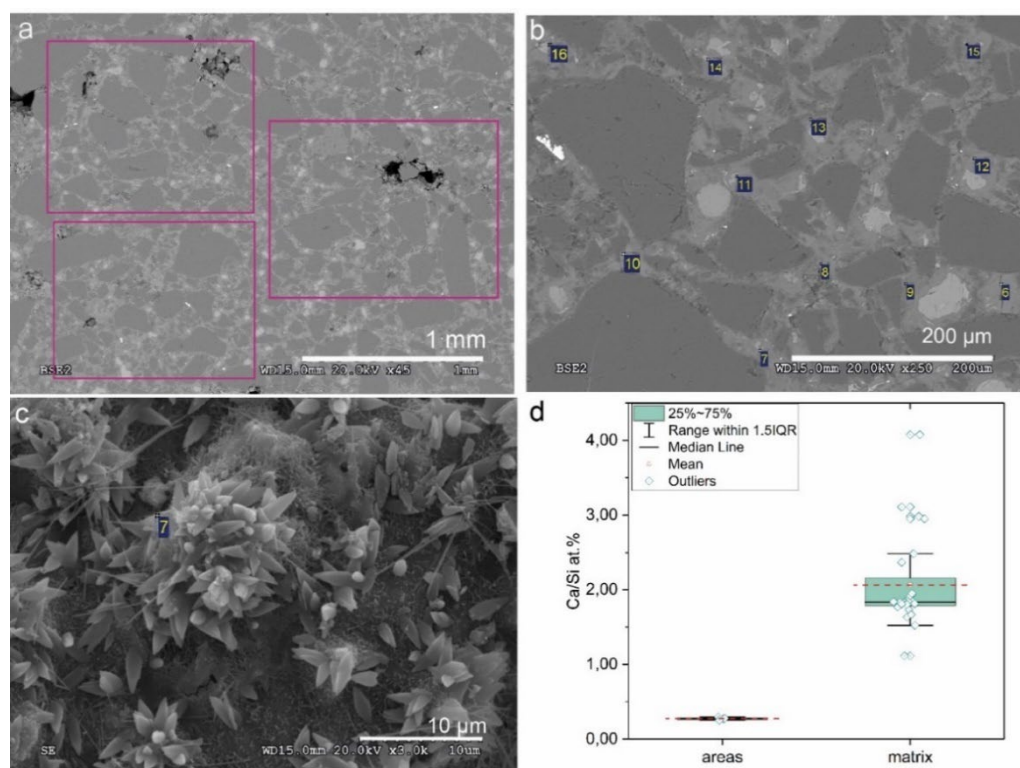 a
1 mm
BSE2 WD15.0mm 20.0kV x45 1mm
b
16
14
15
13
12
11
10
8
9
6
7
200 µm
BSE2 WD15.0mm 20.0kV x250 200um
c
7
10 µm
SE WD15.0mm 20.0kV x3.0k 10um
d
25%~75%
Range within 1.5IQR
Median Line
Mean
Outliers
4,00
3,00
2,00
1,00
0,00
Ca/Si at.%
areas matrix